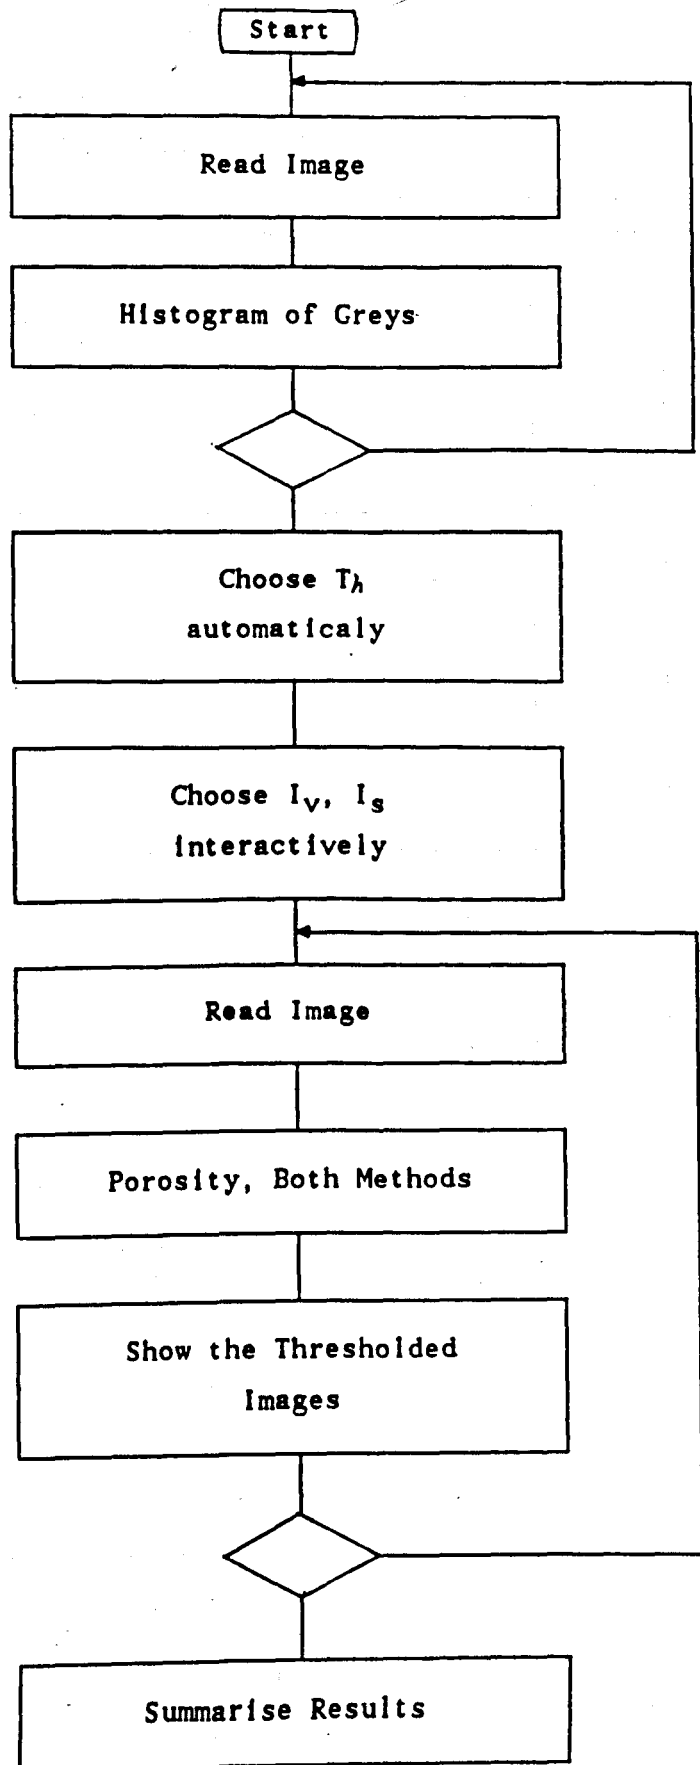 Start
Read Image
Histogram of Greys
Choose Th
automaticaly
Choose Iv, Is
interactively
Read Image
Porosity, Both Methods
Show the Thresholded
Images
Summarise Results